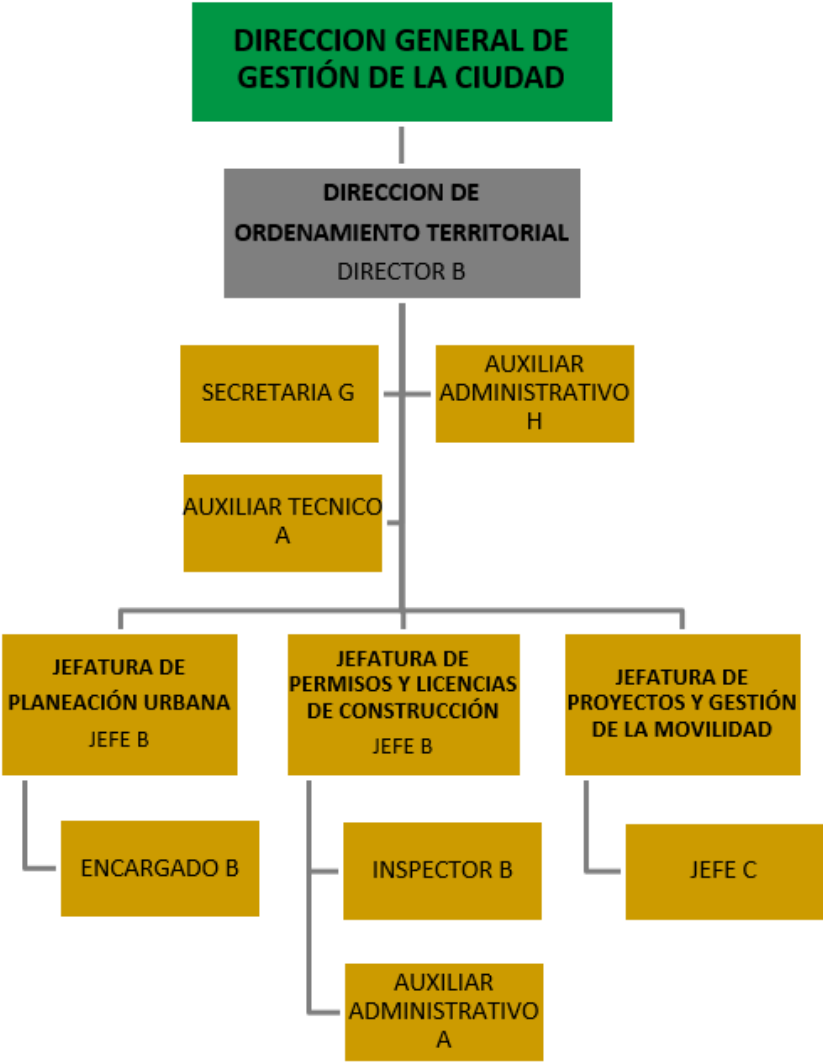 DIRECCION GENERAL DE
GESTIÓN DE LA CIUDAD
DIRECCION DE
ORDENAMIENTO TERRITORIAL
DIRECTOR B
SECRETARIA G
AUXILIAR
ADMINISTRATIVO
H
AUXILIAR TECNICO
A
JEFATURA DE
PLANEACIÓN URBANA
JEFE B
JEFATURA DE
PERMISOS Y LICENCIAS
DE CONSTRUCCIÓN
JEFE B
JEFATURA DE
PROYECTOS Y GESTIÓN
DE LA MOVILIDAD
ENCARGADO B
INSPECTOR B
JEFE C
AUXILIAR
ADMINISTRATIVO
A